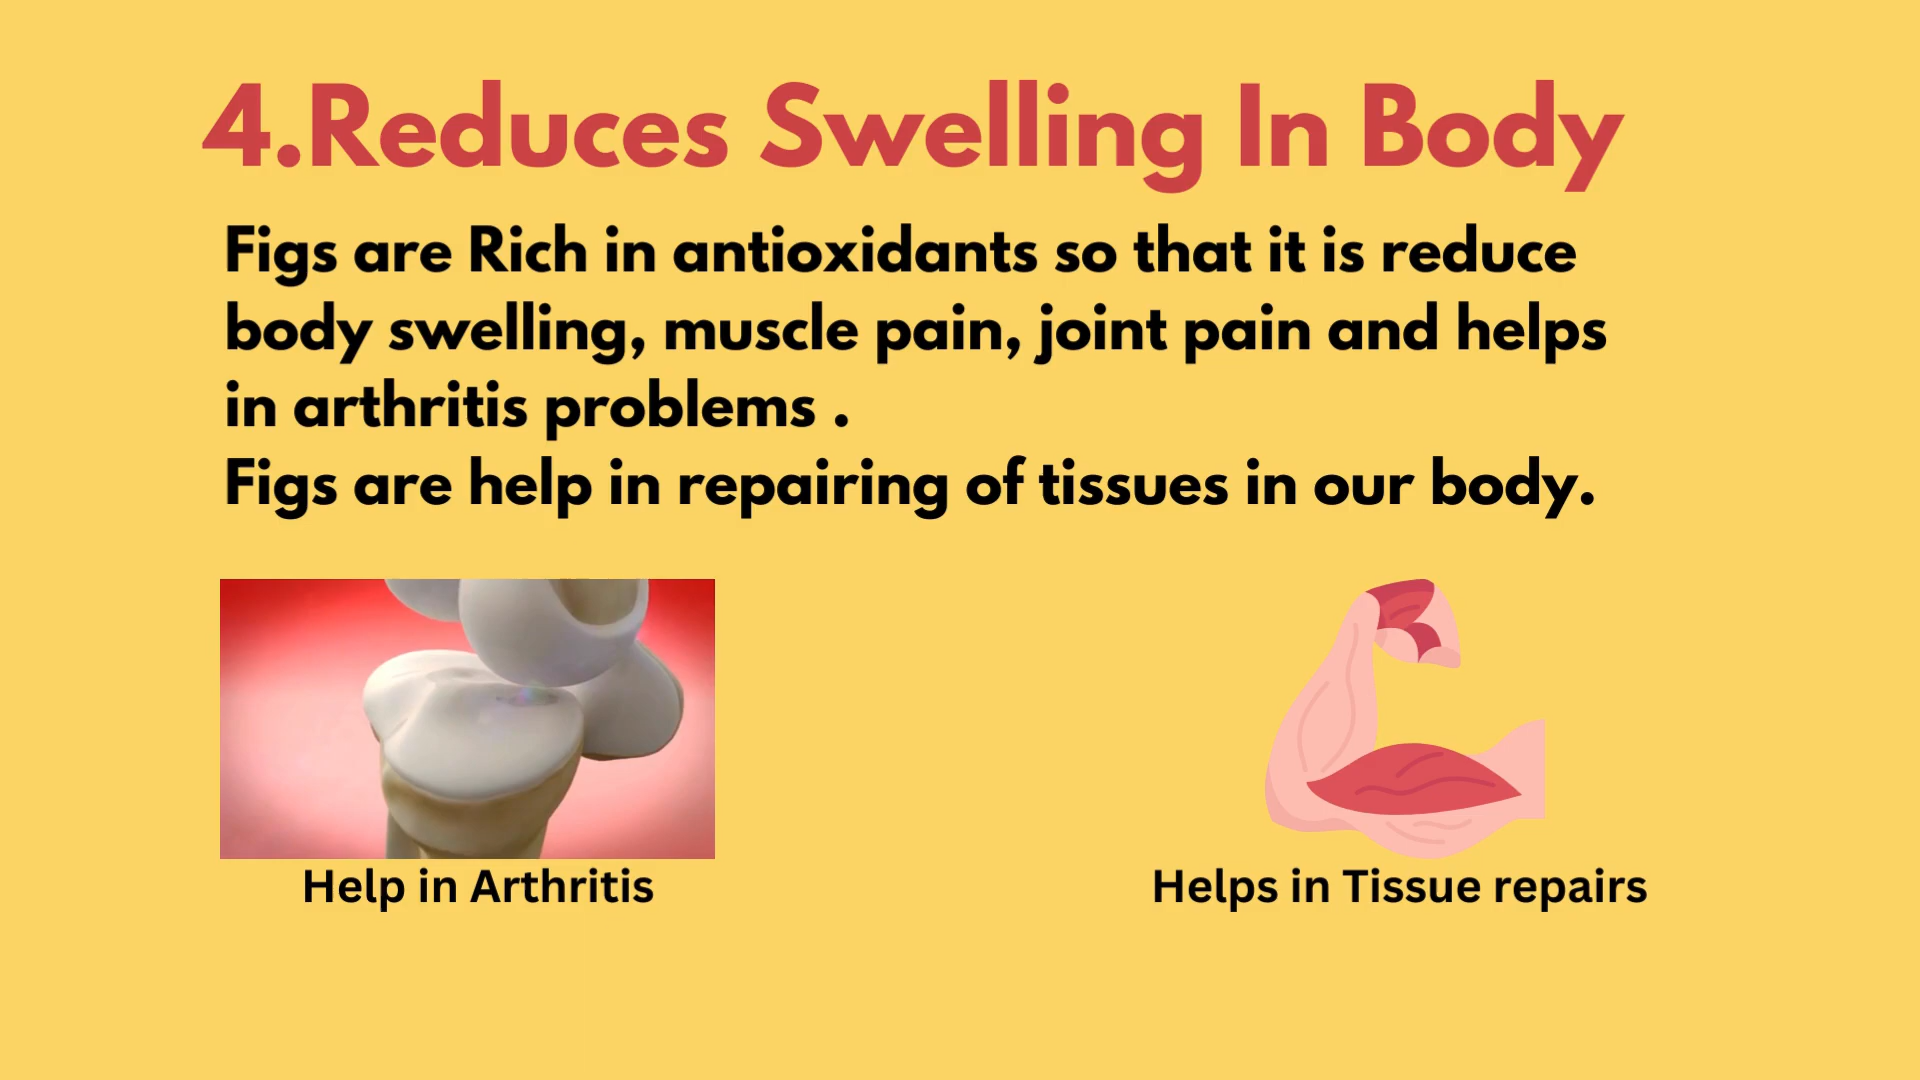 4.Reduces Swelling In Body
Figs are Rich in antioxidants so that it is reduce
body swelling, muscle pain, joint pain and helps
in arthritis problems .
Figs are help in repairing of tissues in our body.
Help in Arthritis
Helps in Tissue repairs